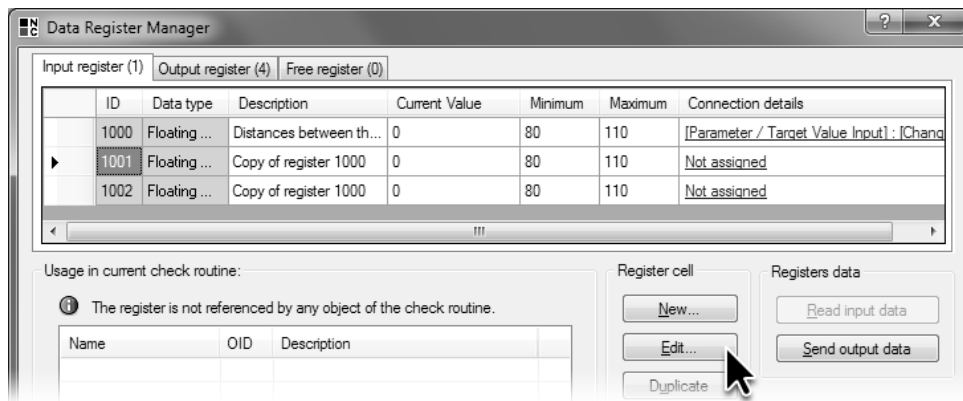 Data Register Manager
Input register (1) Output register (4) Free register (0)
ID Data type Description Current Value Minimum Maximum Connection details
1000 Floating ... Distances between th... 0 80 110 [Parameter / Target Value Input] : [Chang
1001 Floating ... Copy of register 1000 0 80 110 Not assigned
1002 Floating ... Copy of register 1000 0 80 110 Not assigned
Usage in current check routine: Register cell Registers data
The register is not referenced by any object of the check routine. New... Read input data
Name OID Description Edit... Send output data
Duplicate